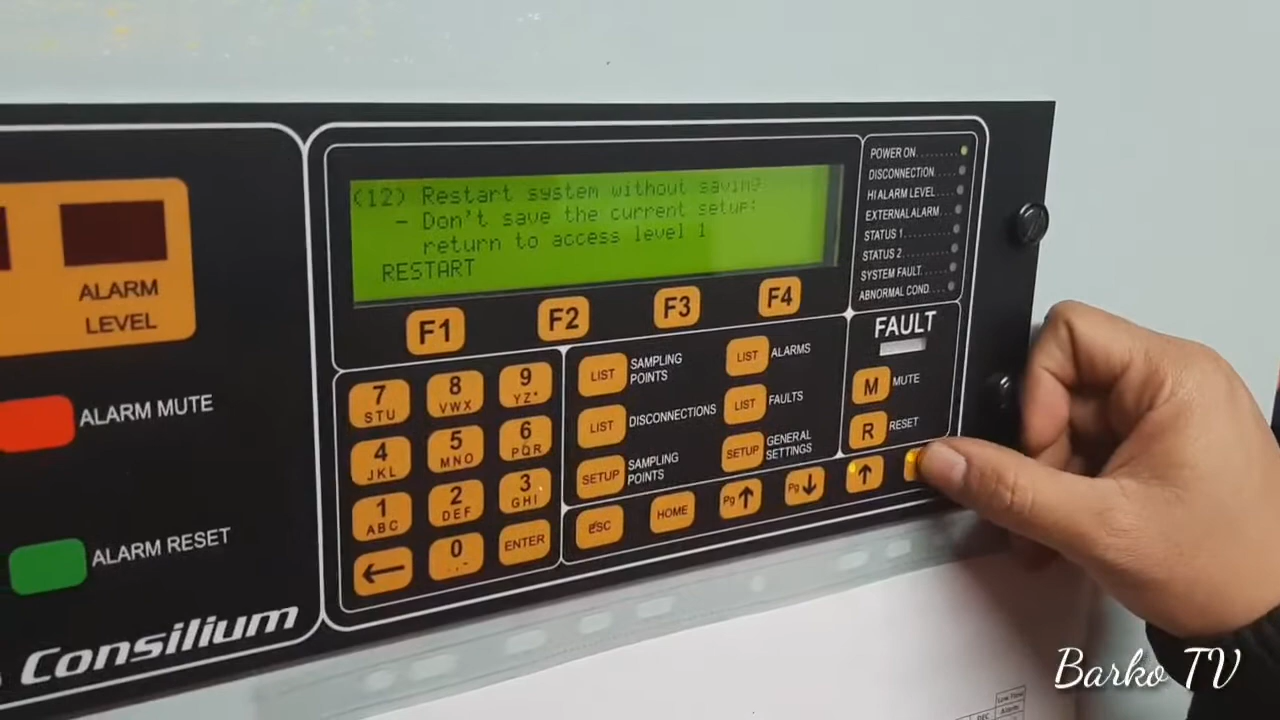 (12) Restart system without saving:
- Don't save the current setup:
return to access level 1
RESTART
F1
F2
F3
F4
POWER ON
DISCONNECTION
HI ALARM LEVEL
EXTERNAL ALARM
STATUS 1
STATUS 2
SYSTEM FAULT
ABNORMAL COND.
FAULT
M MUTE
R RESET
ALARM
LEVEL
ALARM MUTE
ALARM RESET
Consilium
7
STU
8
VWX
9
YZ*
4
JKL
5
MNO
6
PQR
1
ABC
2
DEF
3
GHI
←
0
.,-
ENTER
LIST
SAMPLING
POINTS
LIST
DISCONNECTIONS
SETUP
SAMPLING
POINTS
LIST
ALARMS
LIST
FAULTS
SETUP
GENERAL
SETTINGS
ESC
HOME
Pg↑
Pg↓
↑
DEC
Low Flow
Alarm
Barko TV